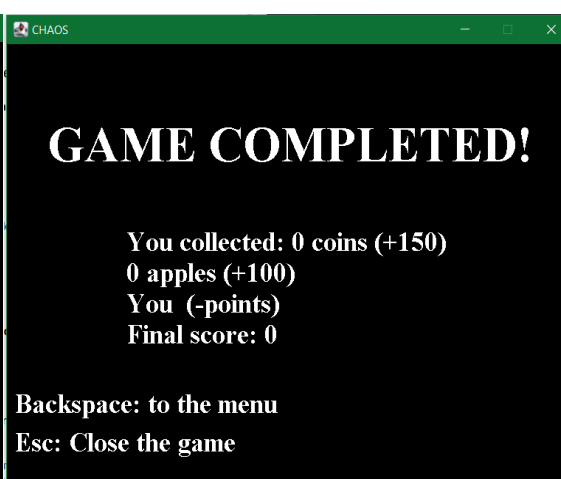 CHAOS
GAME COMPLETED!
You collected: 0 coins (+150)
0 apples (+100)
You (-points)
Final score: 0
Backspace: to the menu
Esc: Close the game